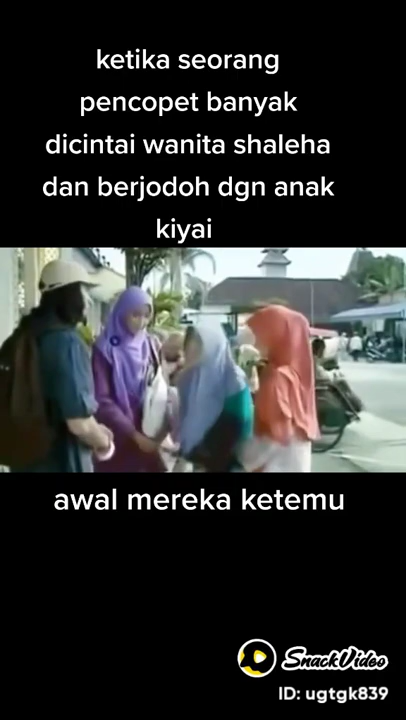 ketika seorang
pencopet banyak
dicintai wanita shaleha
dan berjodoh dgn anak
kiyai
awal mereka ketemu
SnackVideo
ID: ugtgk839